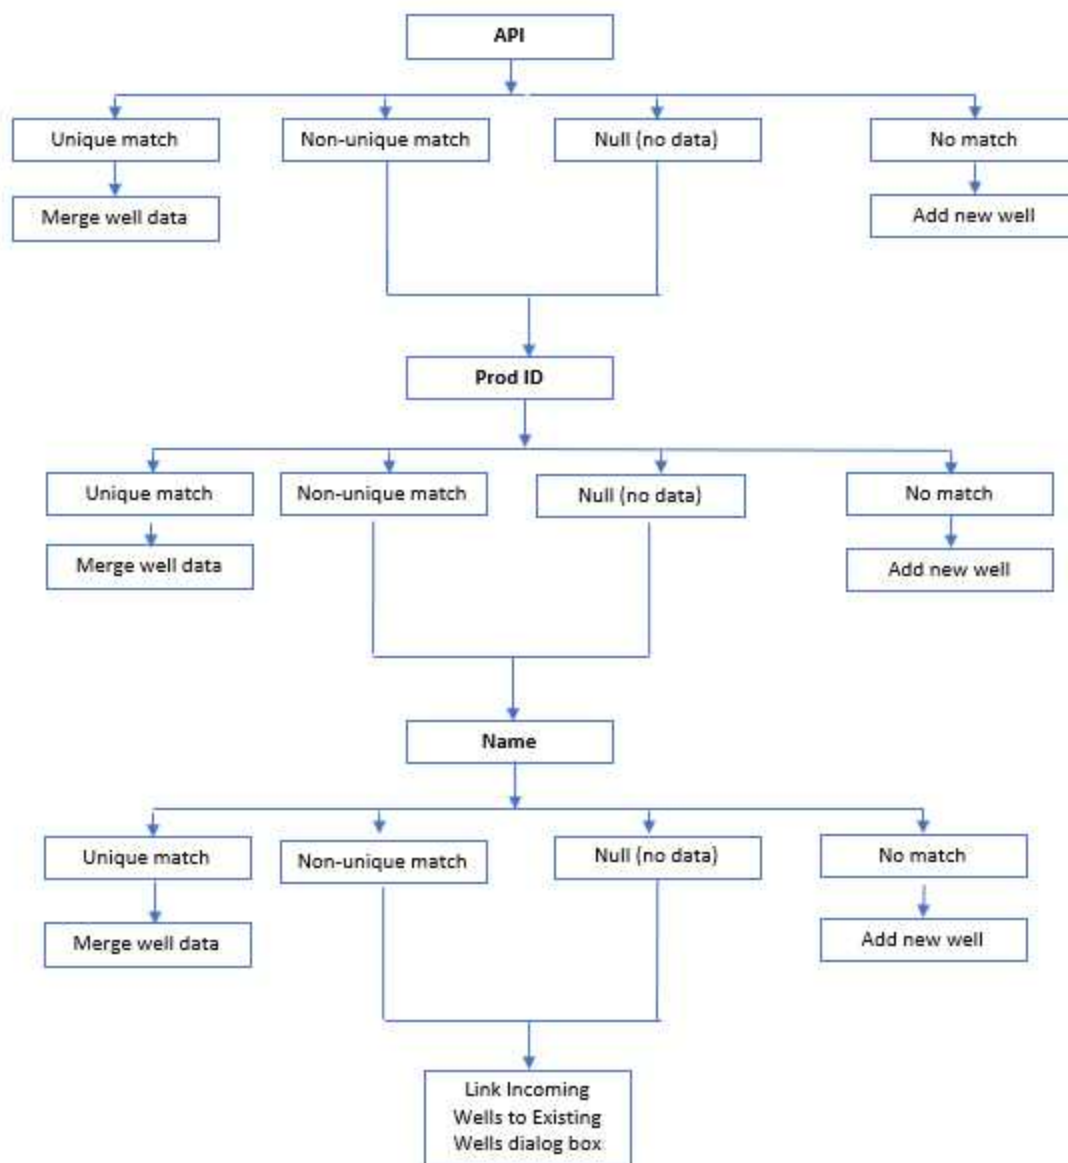 API
Unique match
Non-unique match
Null (no data)
No match
Merge well data
Add new well
Prod ID
Unique match
Non-unique match
Null (no data)
No match
Merge well data
Add new well
Name
Unique match
Non-unique match
Null (no data)
No match
Merge well data
Add new well
Link Incoming
Wells to Existing
Wells dialog box